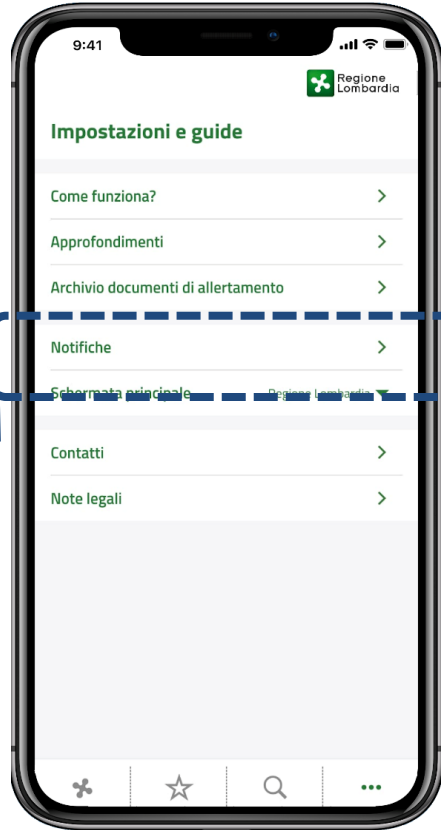 9:41
Regione
Lombardia
Impostazioni e guide
Come funziona?
Approfondimenti
Archivio documenti di allertamento
Notifiche
Schermata principale Regione Lombardia
Contatti
Note legali